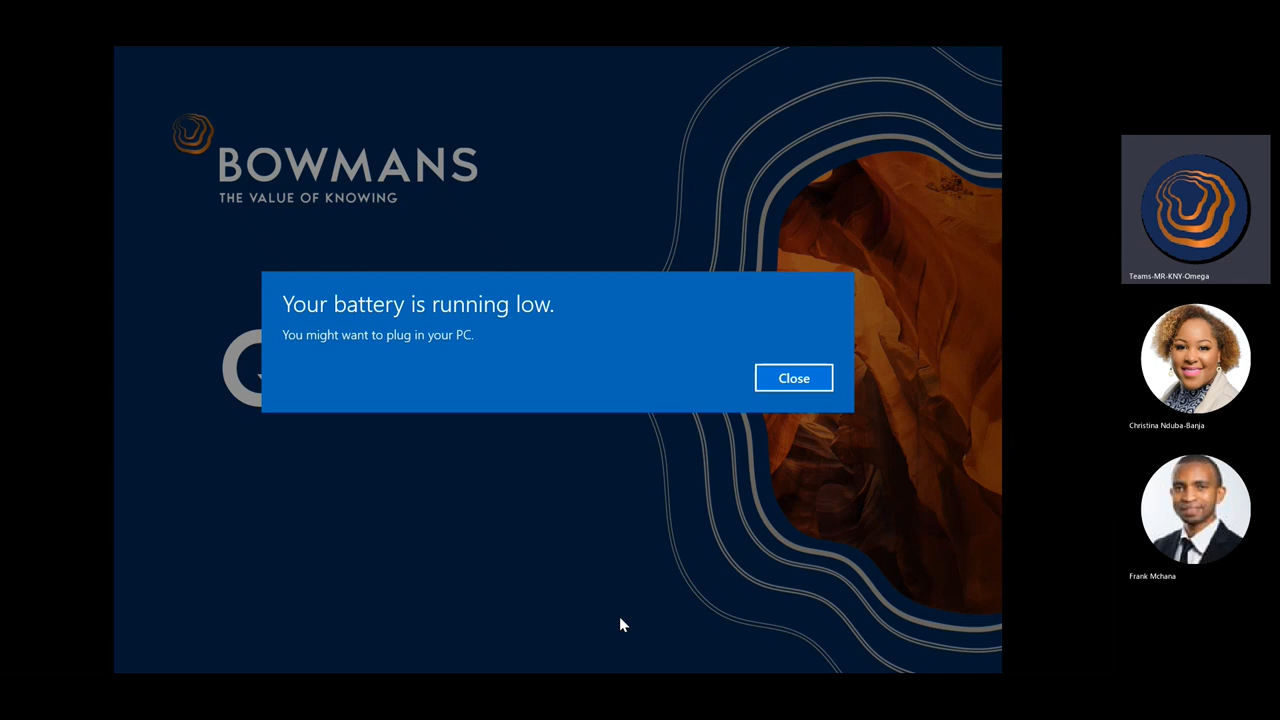 BOWMANS
THE VALUE OF KNOWING
Your battery is running low.
You might want to plug in your PC.
Close
Teams-MR-KNY-Omega
Christina Nduba-Banja
Frank Mchana